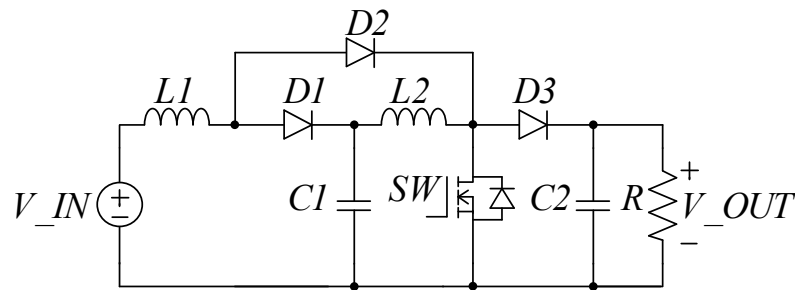 D2
L1 D1 L2 D3
V_IN + − C1 SW C2 R + V_OUT −